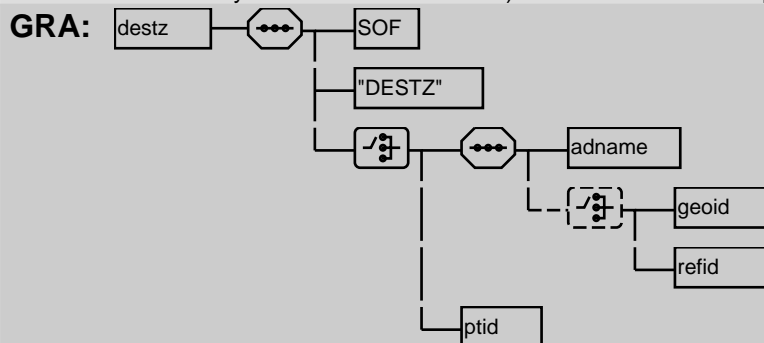 GRA: destz SOF
"DESTZ"
adname
geoid
refid
ptid